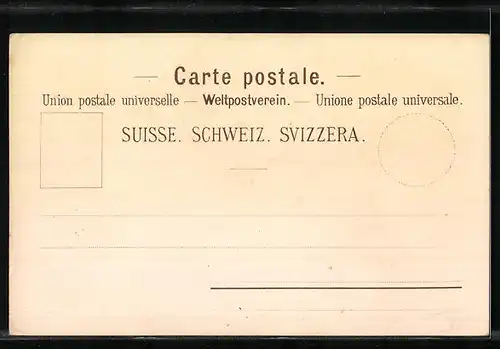 — Carte postale. —
Union postale universelle — Weltpostverein. — Unione postale universale.
SUISSE. SCHWEIZ. SVIZZERA.